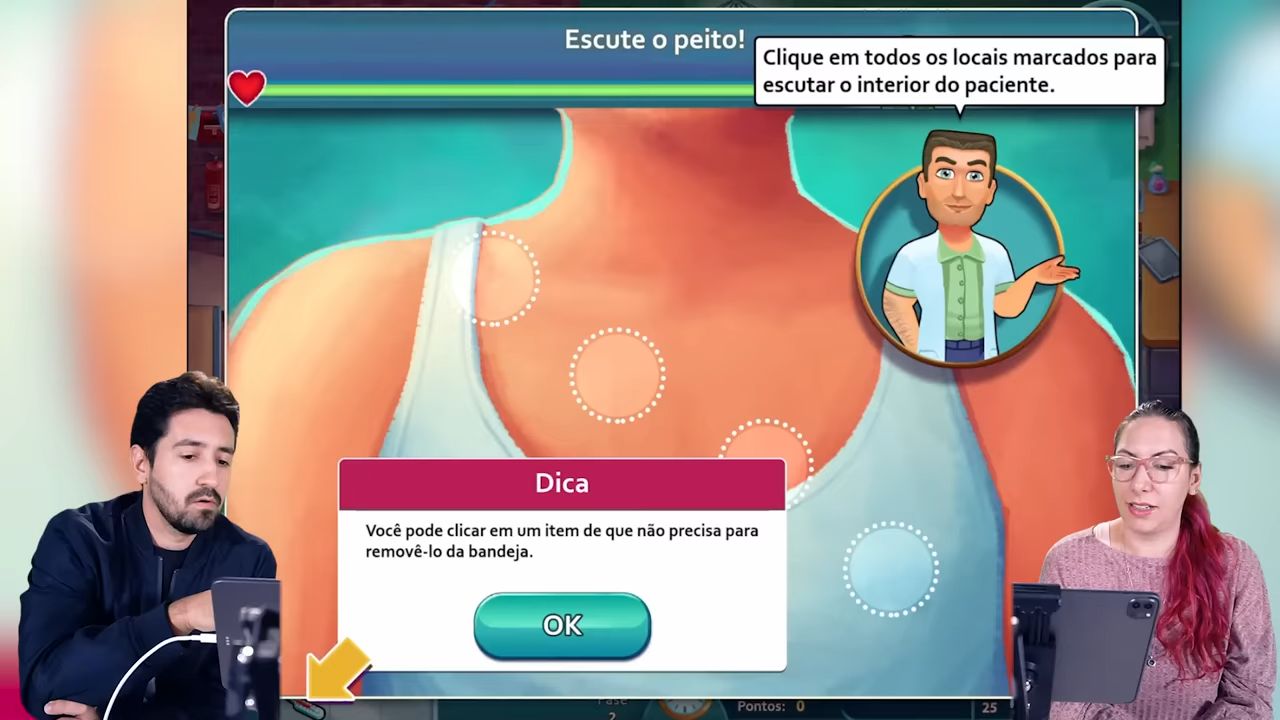 Escute o peito!
Clique em todos os locais marcados para
escutar o interior do paciente.
Dica
Você pode clicar em um item de que não precisa para
removê-lo da bandeja.
OK
Fase
2
Pontos: 0
25